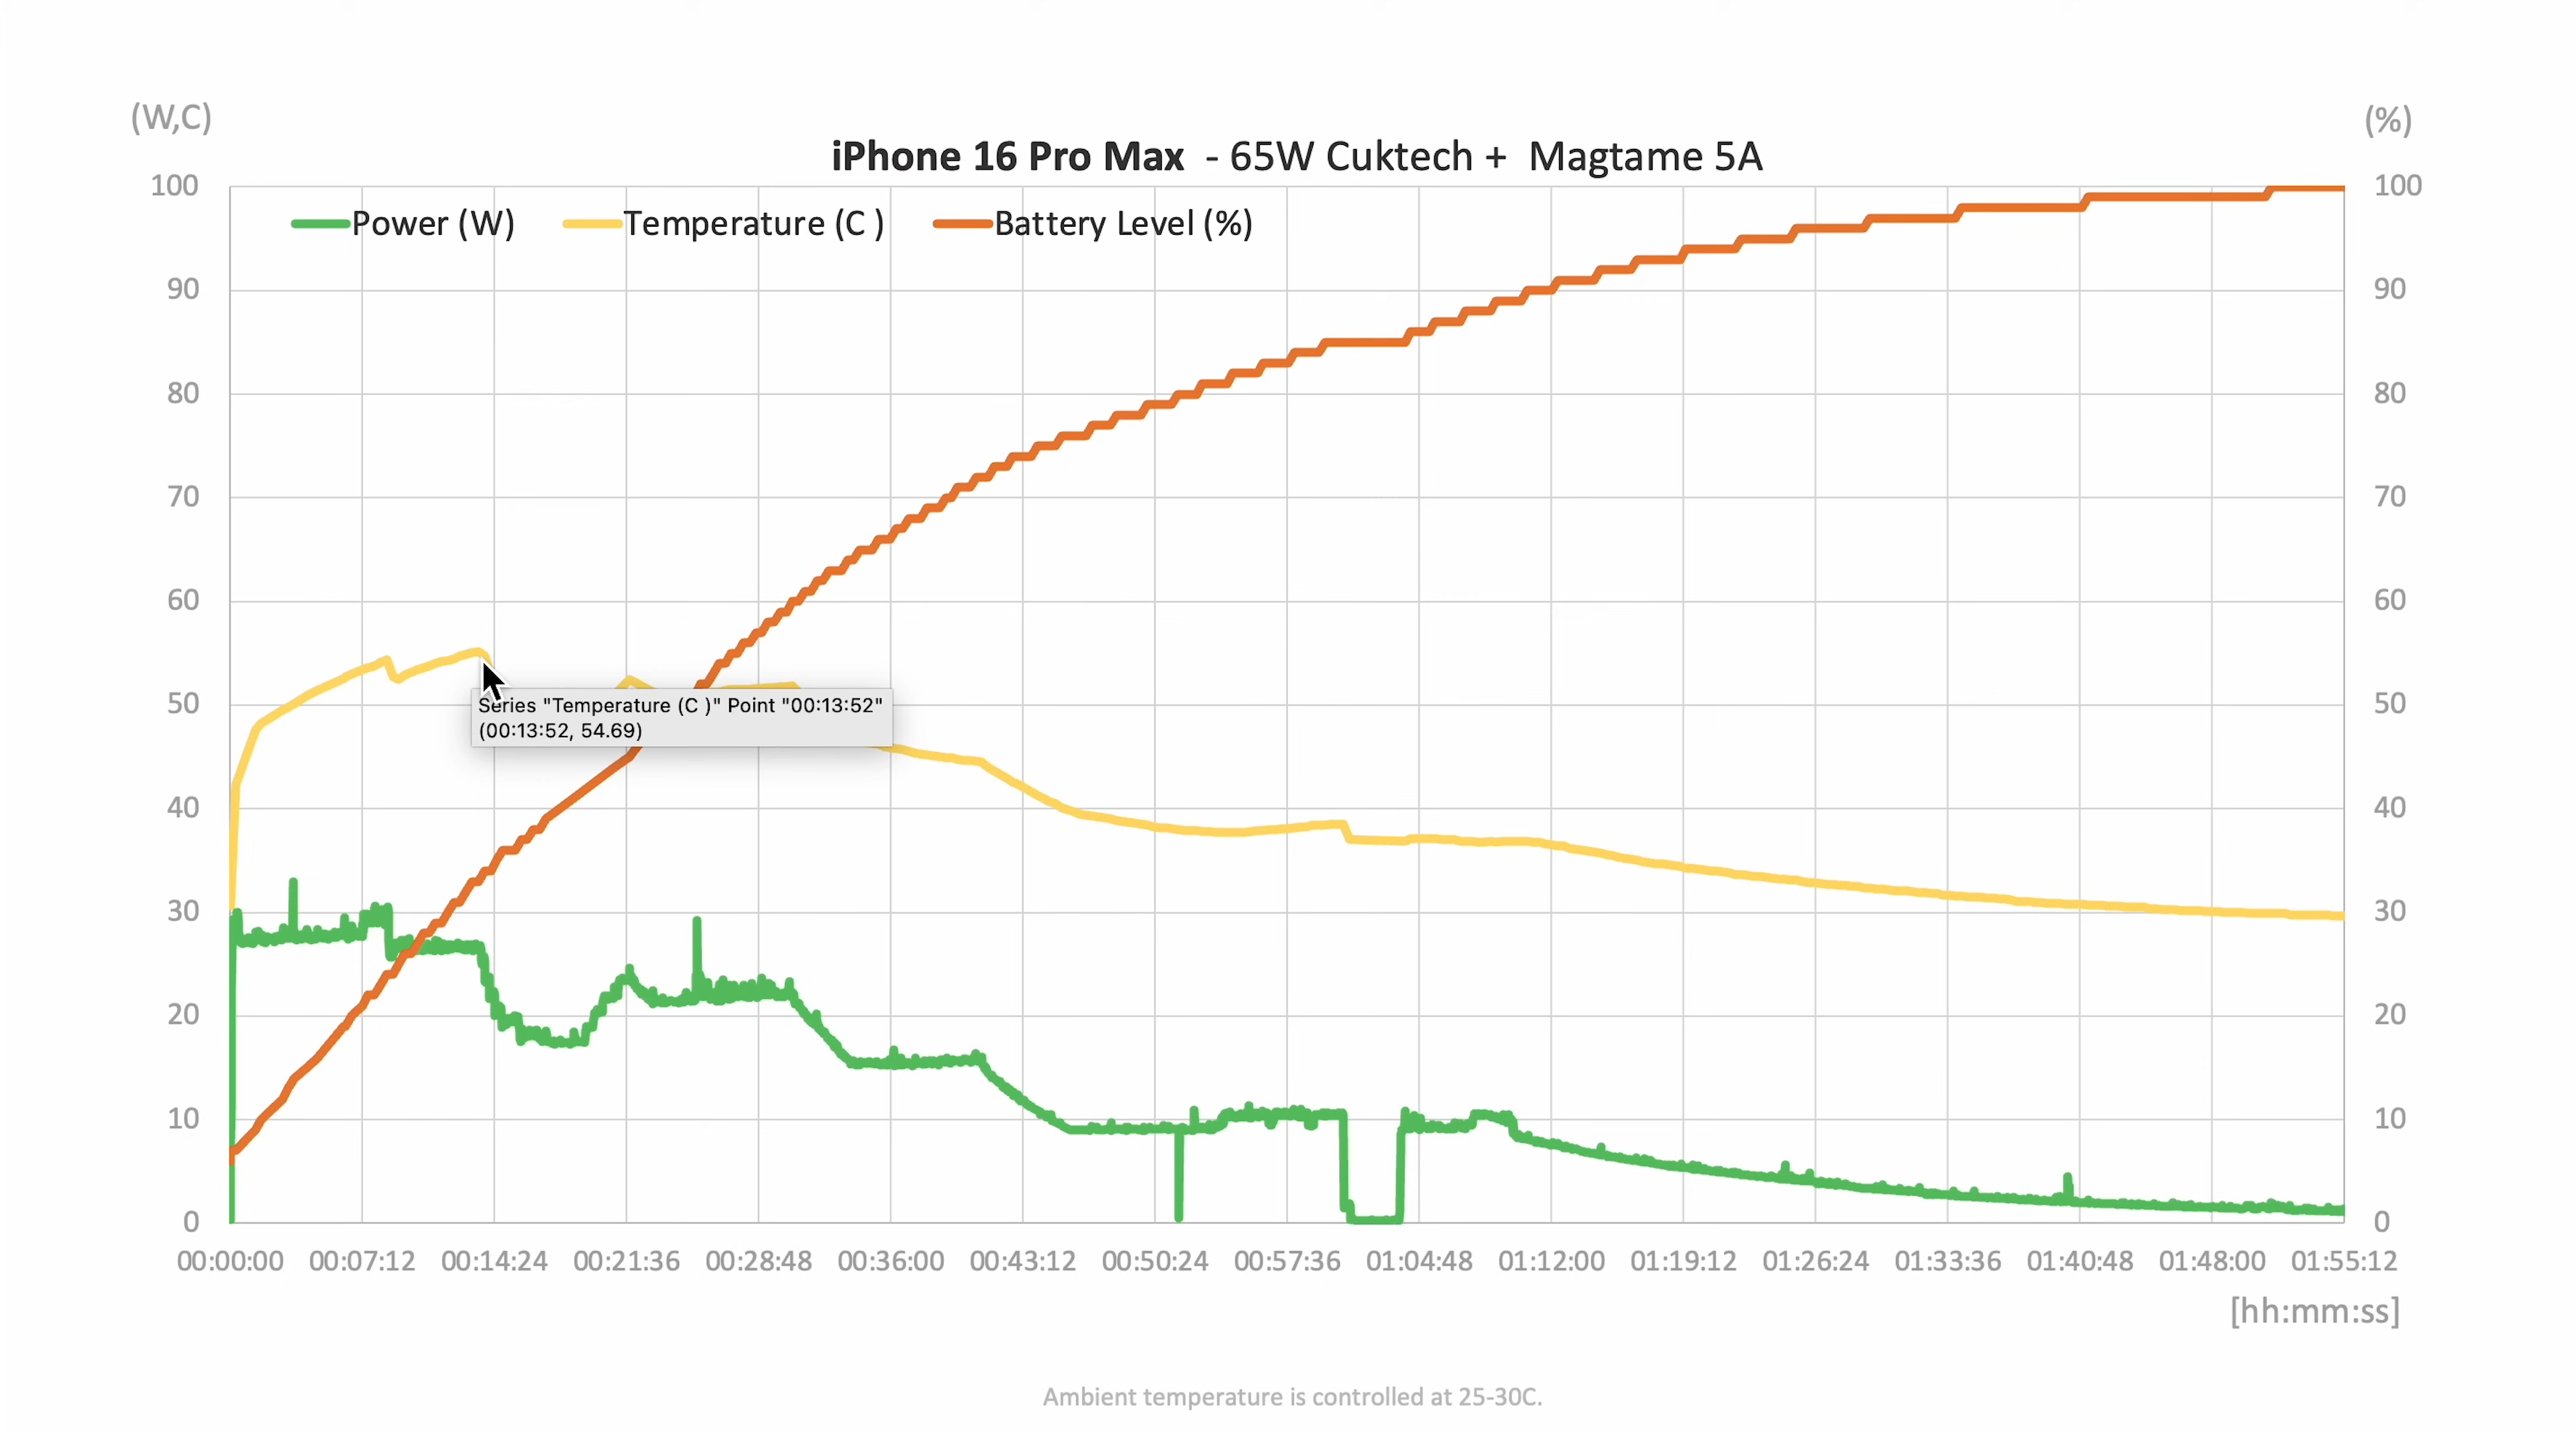 (W,C)
(%)
iPhone 16 Pro Max - 65W Cuktech + Magtame 5A
Power (W)
Temperature (C )
Battery Level (%)
100
90
80
70
60
50
40
30
20
10
0
100
90
80
70
60
50
40
30
20
10
0
Series "Temperature (C )" Point "00:13:52"
(00:13:52, 54.69)
00:00:00 00:07:12 00:14:24 00:21:36 00:28:48 00:36:00 00:43:12 00:50:24 00:57:36 01:04:48 01:12:00 01:19:12 01:26:24 01:33:36 01:40:48 01:48:00 01:55:12
[hh:mm:ss]
Ambient temperature is controlled at 25-30C.